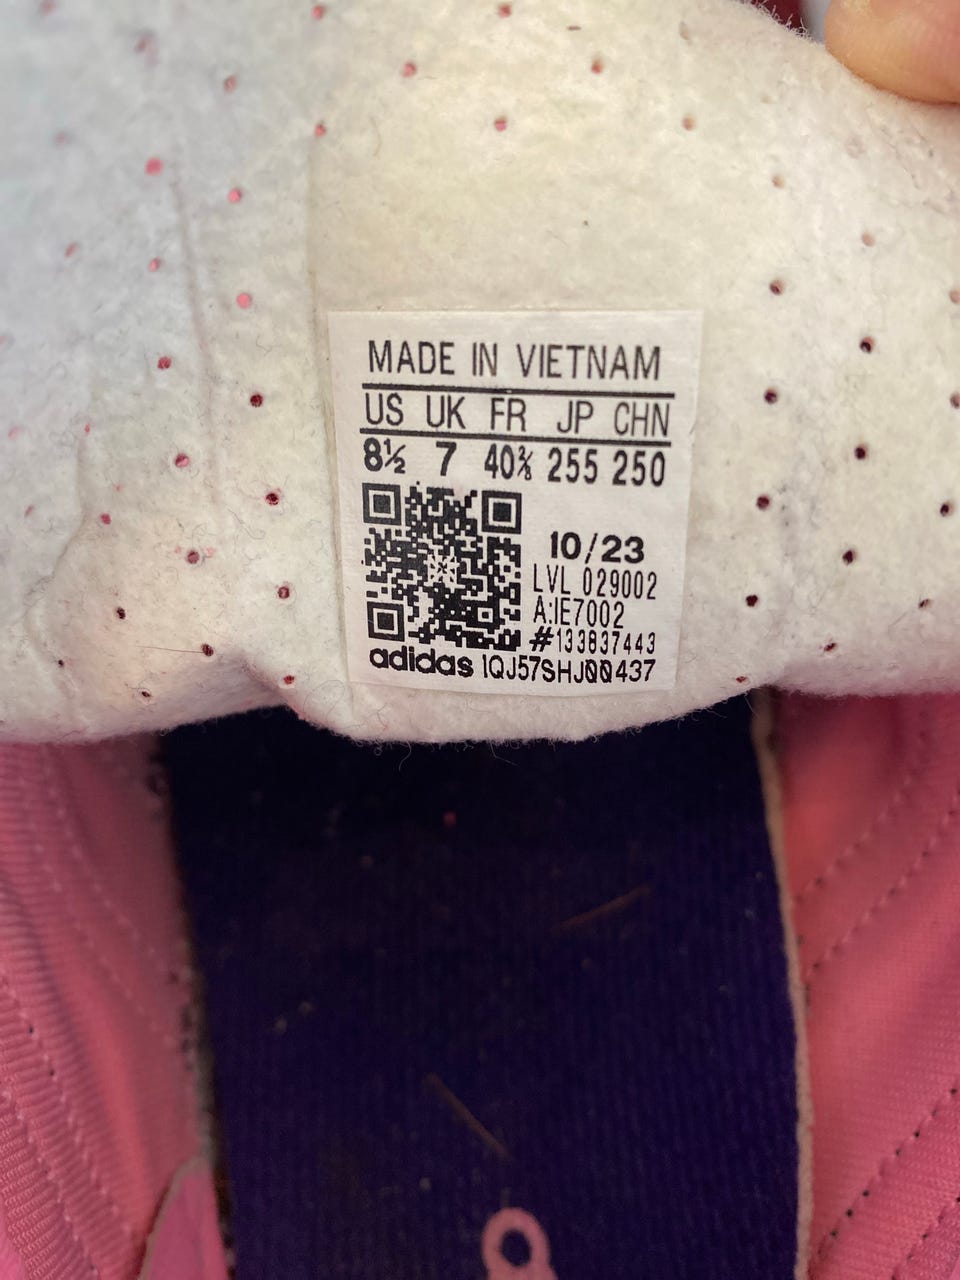 MADE IN VIETNAM
US UK FR JP CHN
8½ 7 40⅔ 255 250
10/23
LVL 029002
A:IE7002
#133837443
adidas 1QJ57SHJ00437